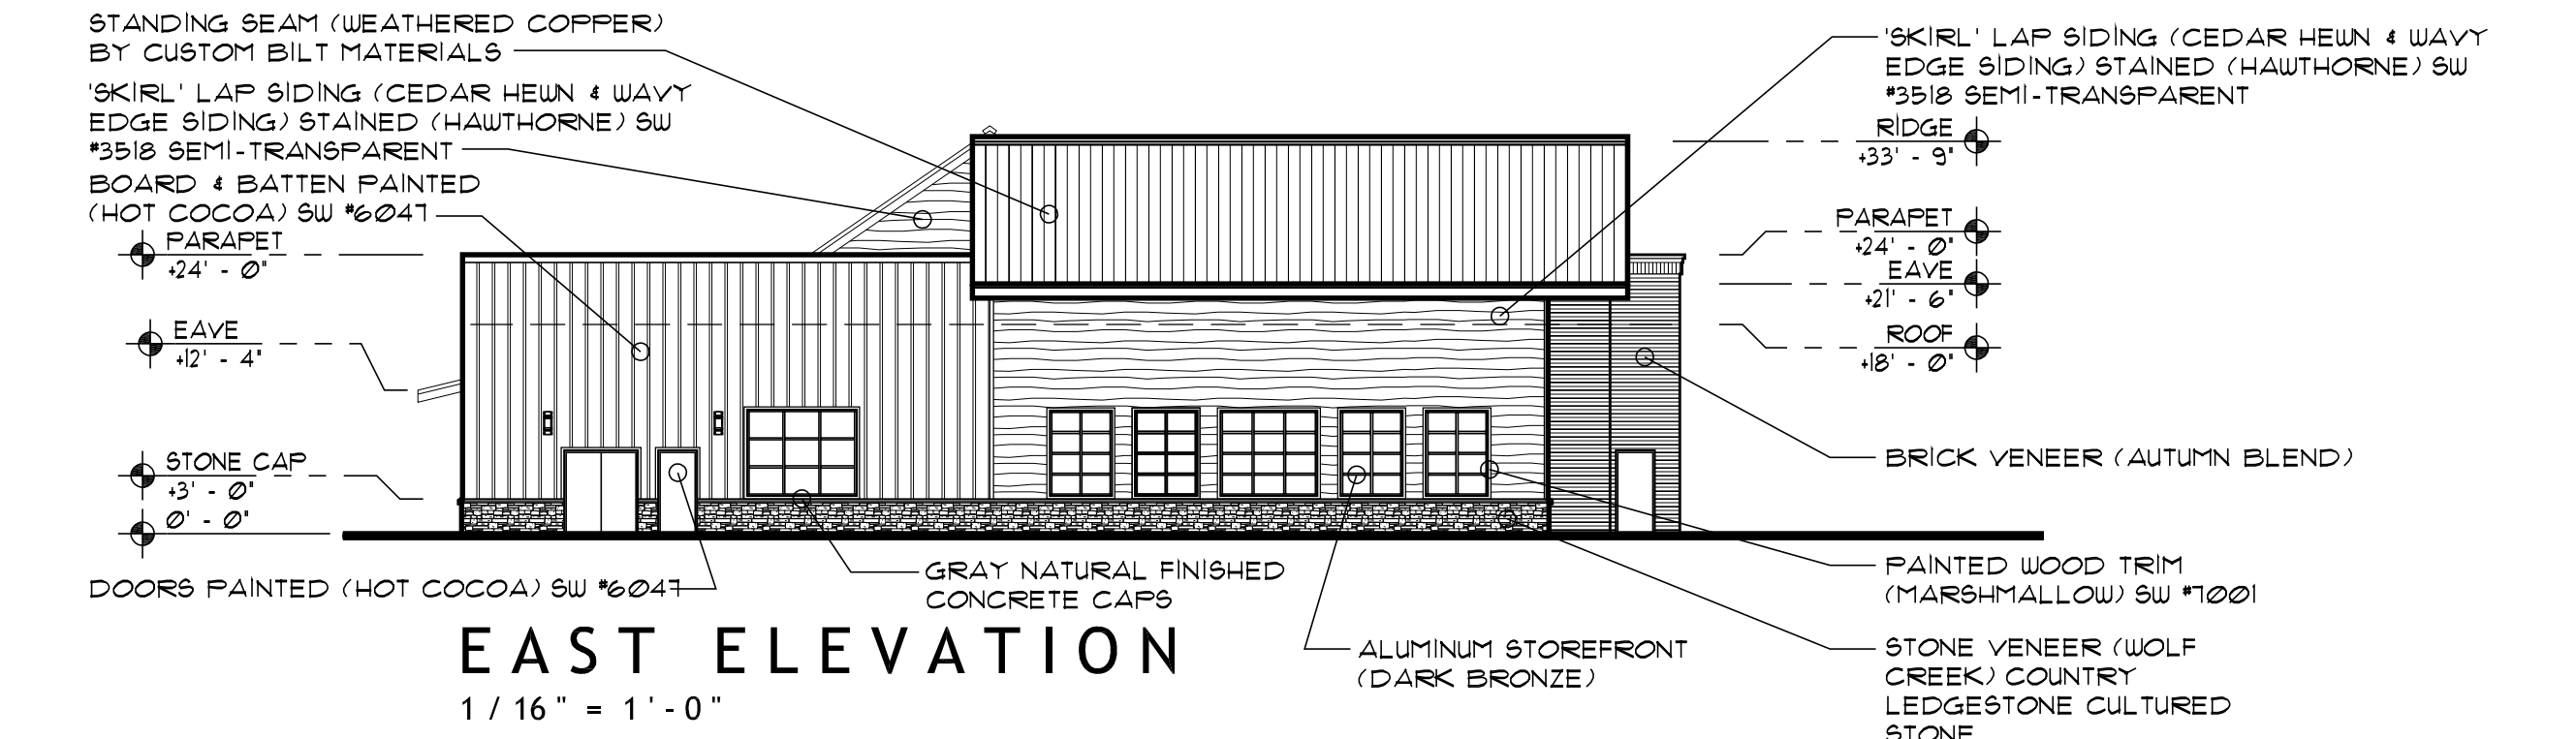 STANDING SEAM (WEATHERED COPPER)
BY CUSTOM BILT MATERIALS
'SKIRL' LAP SIDING (CEDAR HEWN & WAVY
EDGE SIDING) STAINED (HAWTHORNE) SW
#3518 SEMI-TRANSPARENT
BOARD & BATTEN PAINTED
(HOT COCOA) SW #6047
PARAPET
+24' - 0"
EAVE
+12' - 4"
STONE CAP
+3' - 0"
0' - 0"
DOORS PAINTED (HOT COCOA) SW #6047
'SKIRL' LAP SIDING (CEDAR HEWN & WAVY
EDGE SIDING) STAINED (HAWTHORNE) SW
#3518 SEMI-TRANSPARENT
RIDGE
+33' - 9"
PARAPET
+24' - 0"
EAVE
+21' - 6"
ROOF
+18' - 0"
BRICK VENEER (AUTUMN BLEND)
PAINTED WOOD TRIM
(MARSHMALLOW) SW #7001
STONE VENEER (WOLF
CREEK) COUNTRY
LEDGESTONE CULTURED
STONE
GRAY NATURAL FINISHED
CONCRETE CAPS
ALUMINUM STOREFRONT
(DARK BRONZE)
EAST ELEVATION
1/16" = 1'-0"